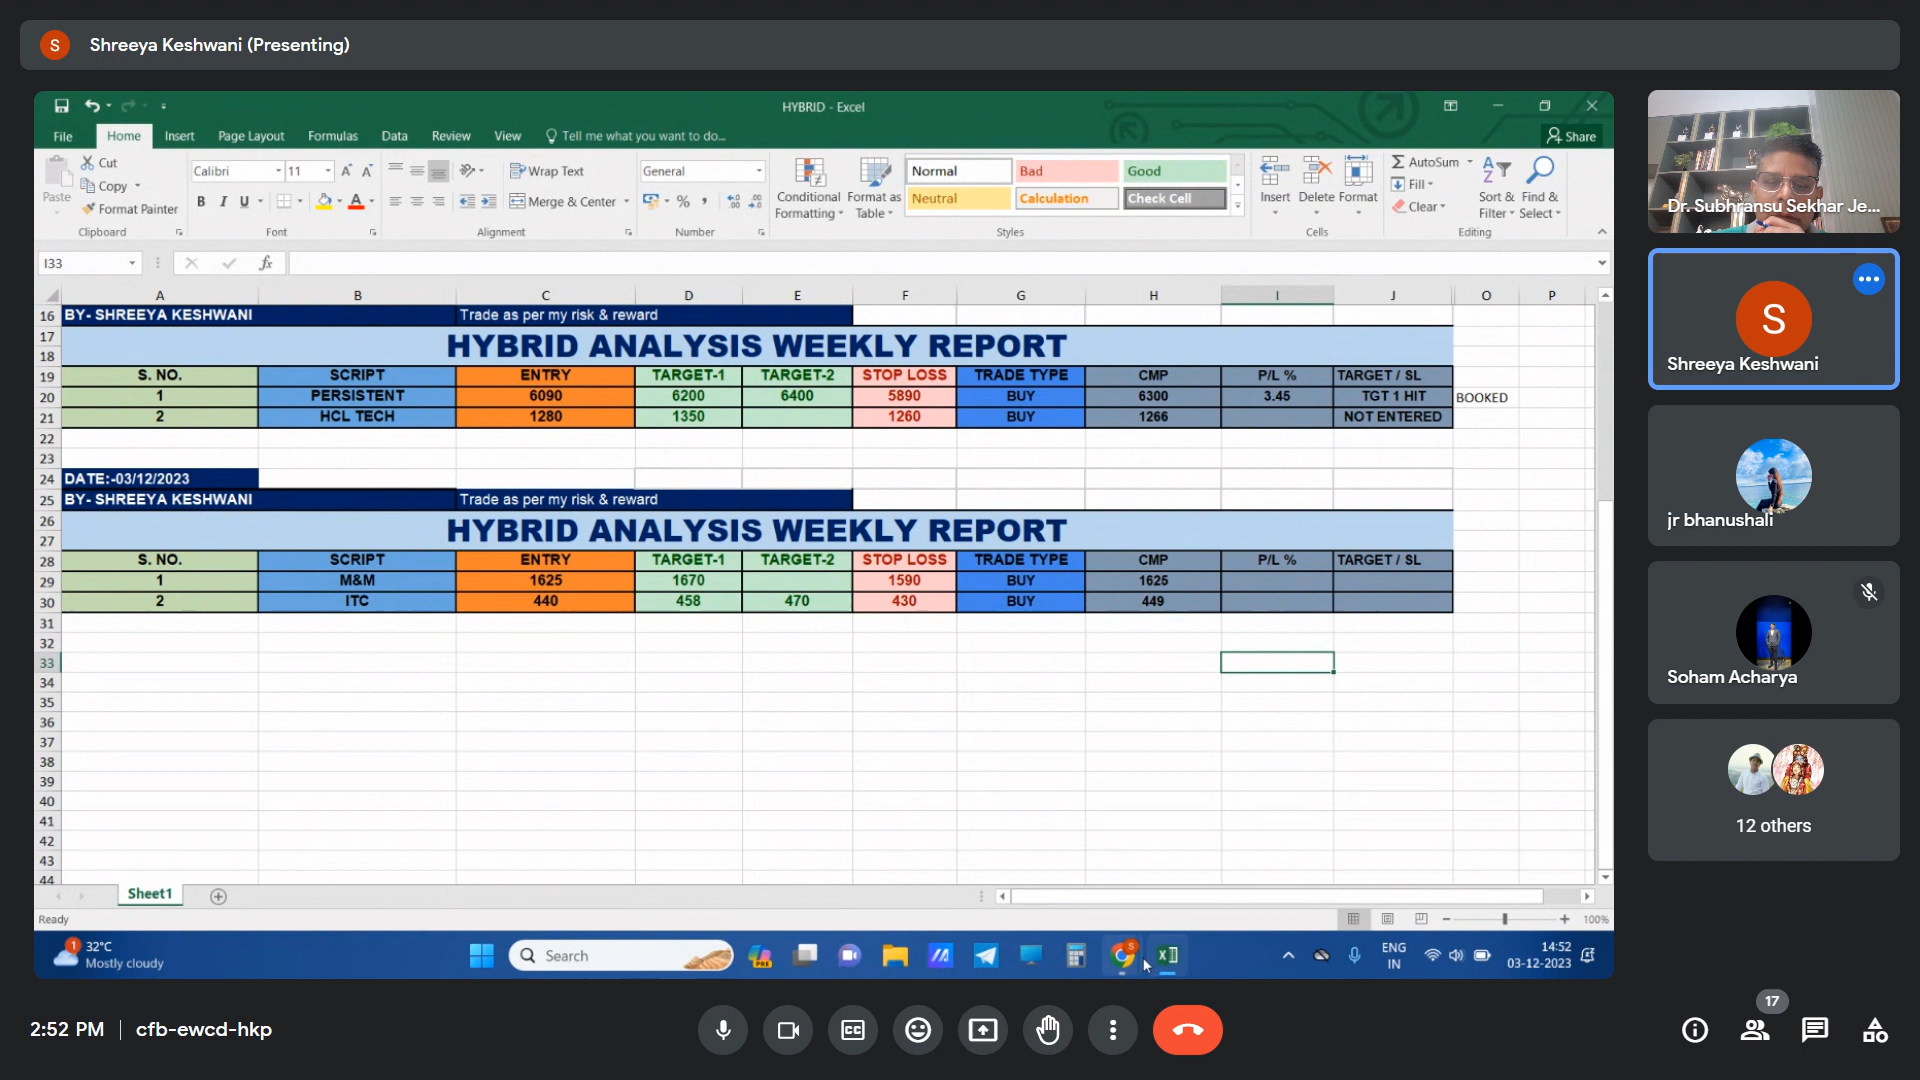 S Shreeya Keshwani (Presenting)
HYBRID - Excel
File Home Insert Page Layout Formulas Data Review View Tell me what you want to do... Share
Paste Cut Copy Format Painter Clipboard
Calibri 11 B I U A Font
Wrap Text Merge & Center Alignment
General % Number
Conditional Formatting Format as Table
Normal Bad Good
Neutral Calculation Check Cell
Styles
Insert Delete Format Cells
AutoSum Fill Clear Sort & Filter Find & Select Editing
I33 fx
A B C D E F G H I J O P
16 BY- SHREEYA KESHWANI Trade as per my risk & reward
17
18 HYBRID ANALYSIS WEEKLY REPORT
19 S. NO. SCRIPT ENTRY TARGET-1 TARGET-2 STOP LOSS TRADE TYPE CMP P/L % TARGET / SL
20 1 PERSISTENT 6090 6200 6400 5890 BUY 6300 3.45 TGT 1 HIT BOOKED
21 2 HCL TECH 1280 1350 1260 BUY 1266 NOT ENTERED
22
23
24 DATE:-03/12/2023
25 BY- SHREEYA KESHWANI Trade as per my risk & reward
26
27 HYBRID ANALYSIS WEEKLY REPORT
28 S. NO. SCRIPT ENTRY TARGET-1 TARGET-2 STOP LOSS TRADE TYPE CMP P/L % TARGET / SL
29 1 M&M 1625 1670 1590 BUY 1625
30 2 ITC 440 458 470 430 BUY 449
31
32
33
34
35
36
37
38
39
40
41
42
43
44
Sheet1
Ready 100%
1 32°C
Mostly cloudy
Search
PRE
S
ENG
IN
14:52
03-12-2023
Dr. Subhransu Sekhar Je...
S
Shreeya Keshwani
jr bhanushali
Soham Acharya
12 others
2:52 PM | cfb-ewcd-hkp
CC
17